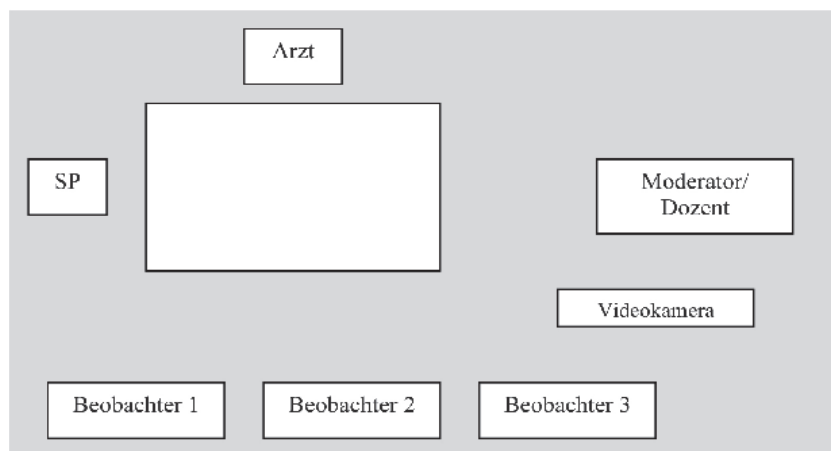 Arzt
SP
Moderator/
Dozent
Videokamera
Beobachter 1
Beobachter 2
Beobachter 3